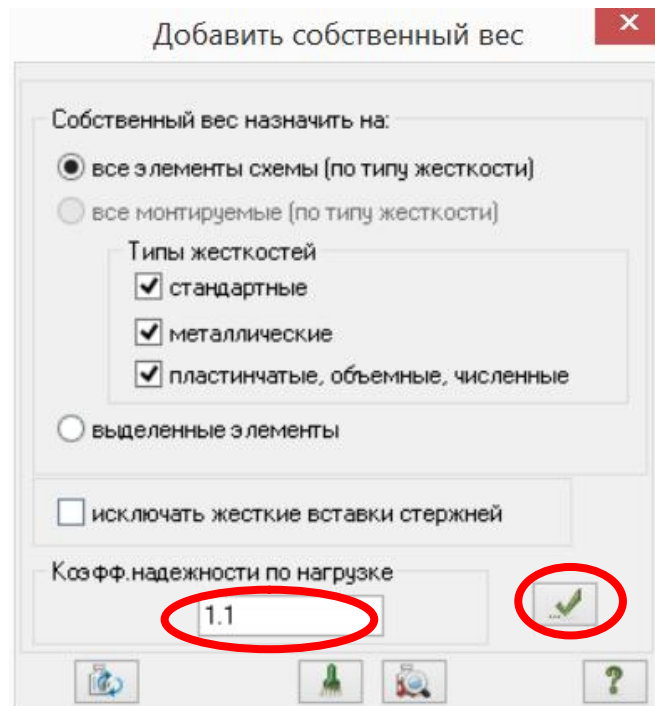 Добавить собственный вес
Собственный вес назначить на:
все элементы схемы (по типу жесткости)
все монтируемые (по типу жесткости)
Типы жесткостей
стандартные
металлические
пластинчатые, объемные, численные
выделенные элементы
исключать жесткие вставки стержней
Коэфф.надежности по нагрузке
1.1
...
?